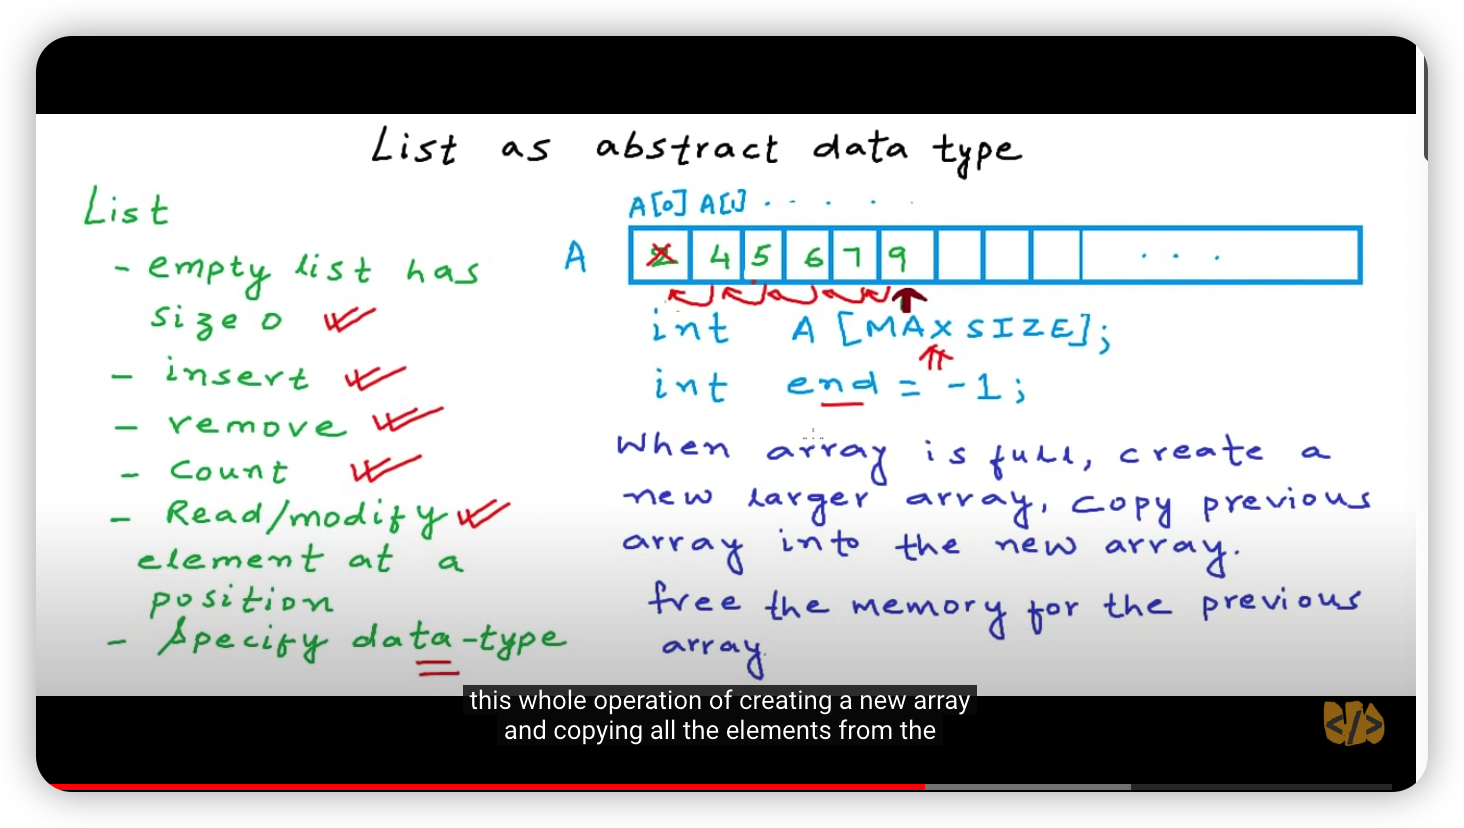 List as abstract data type
List
- empty list has
size 0
- insert
- remove
- Count
- Read/modify
element at a
position
- Specify data-type
A[0] A[1] . . . . .
A
2 4 5 6 7 9 . . .
int A [MAXSIZE];
int end = -1;
When array is full, create a
new larger array, copy previous
array into the new array.
free the memory for the previous
array.
this whole operation of creating a new array
and copying all the elements from the
</>